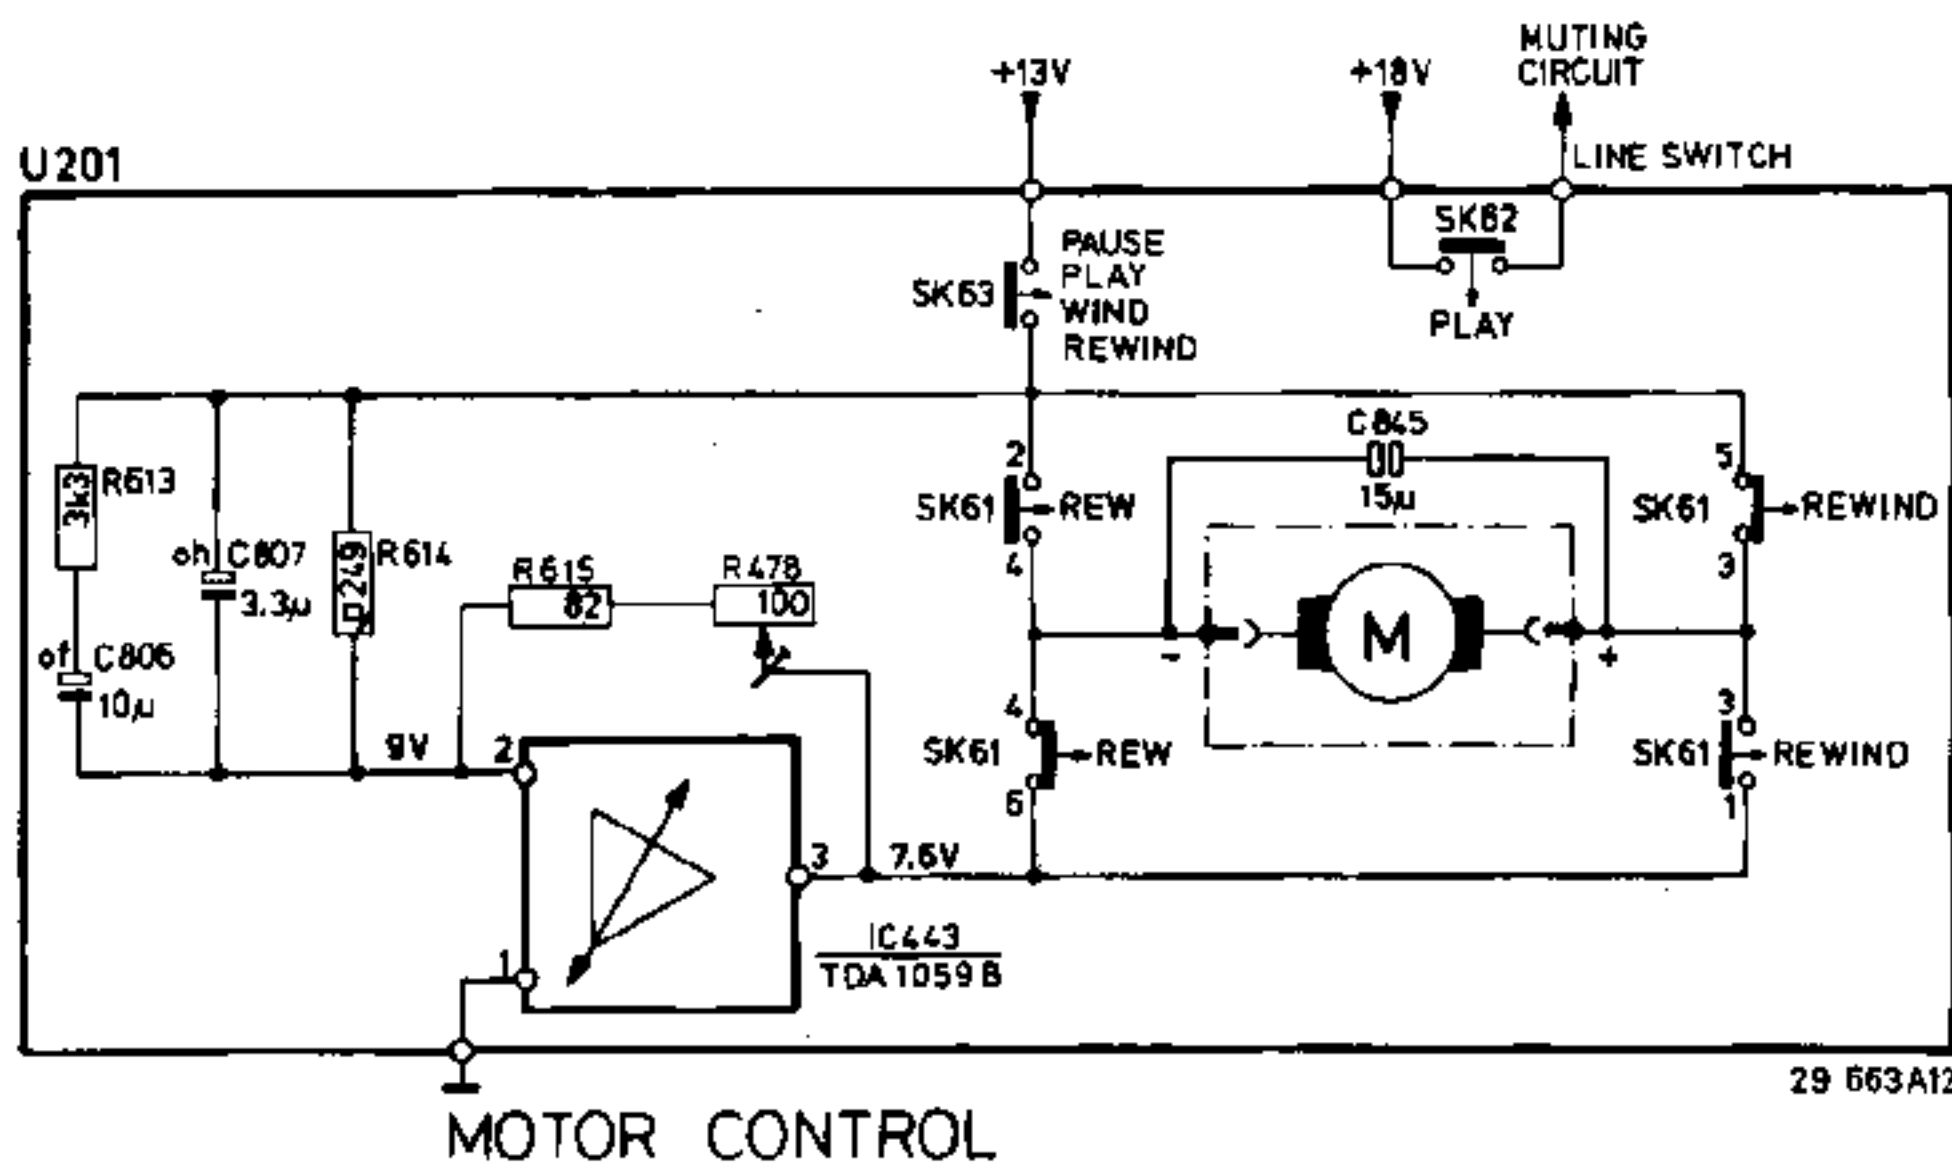 +13V
+18V
MUTING
CIRCUIT
LINE SWITCH
U201
SK62
PLAY
SK63
PAUSE
PLAY
WIND
REWIND
C845
15µ
2
SK61
REW
4
5
SK61
REWIND
3
3k3
R613
C807
3.3µ
249
R614
R615
82
R478
100
of C806
10µ
M
-
+
4
SK61
REW
6
3
SK61
REWIND
1
9V
2
3
7.6V
1
IC443
TDA1059B
29 663A12
MOTOR CONTROL